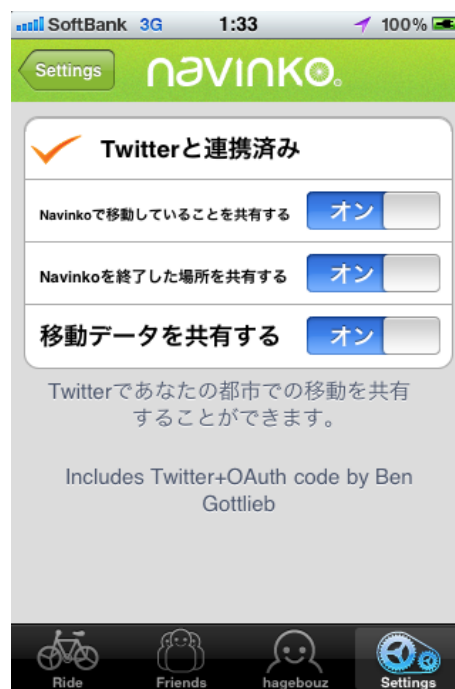 SoftBank 3G 1:33 100%
Settings navinko
Twitterと連携済み
Navinkoで移動していることを共有する オン
Navinkoを終了した場所を共有する オン
移動データを共有する オン
Twitterであなたの都市での移動を共有
することができます。
Includes Twitter+OAuth code by Ben
Gottlieb
Ride Friends hagebouz Settings